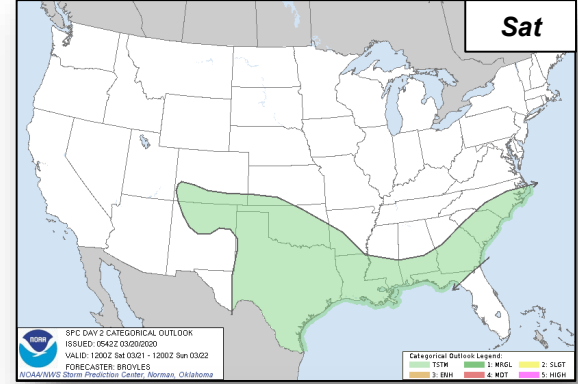 Sat
NOAA
SPC DAY 2 CATEGORICAL OUTLOOK
ISSUED: 0542Z 03/20/2020
VALID: 1200Z Sat 03/21 - 1200Z Sun 03/22
FORECASTER: BROYLES
NOAA/NWS Storm Prediction Center, Norman, Oklahoma
Categorical Outlook Legend:
TSTM 1: MRGL 2: SLGT
3: ENH 4: MDT 5: HIGH